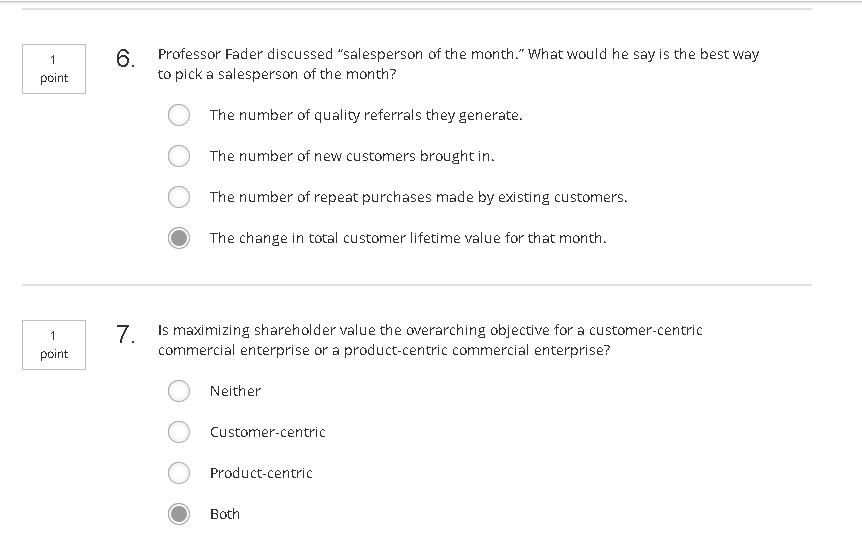 1
point
6.
Professor Fader discussed “salesperson of the month.” What would he say is the best way
to pick a salesperson of the month?
The number of quality referrals they generate.
The number of new customers brought in.
The number of repeat purchases made by existing customers.
The change in total customer lifetime value for that month.
1
point
7.
Is maximizing shareholder value the overarching objective for a customer-centric
commercial enterprise or a product-centric commercial enterprise?
Neither
Customer-centric
Product-centric
Both